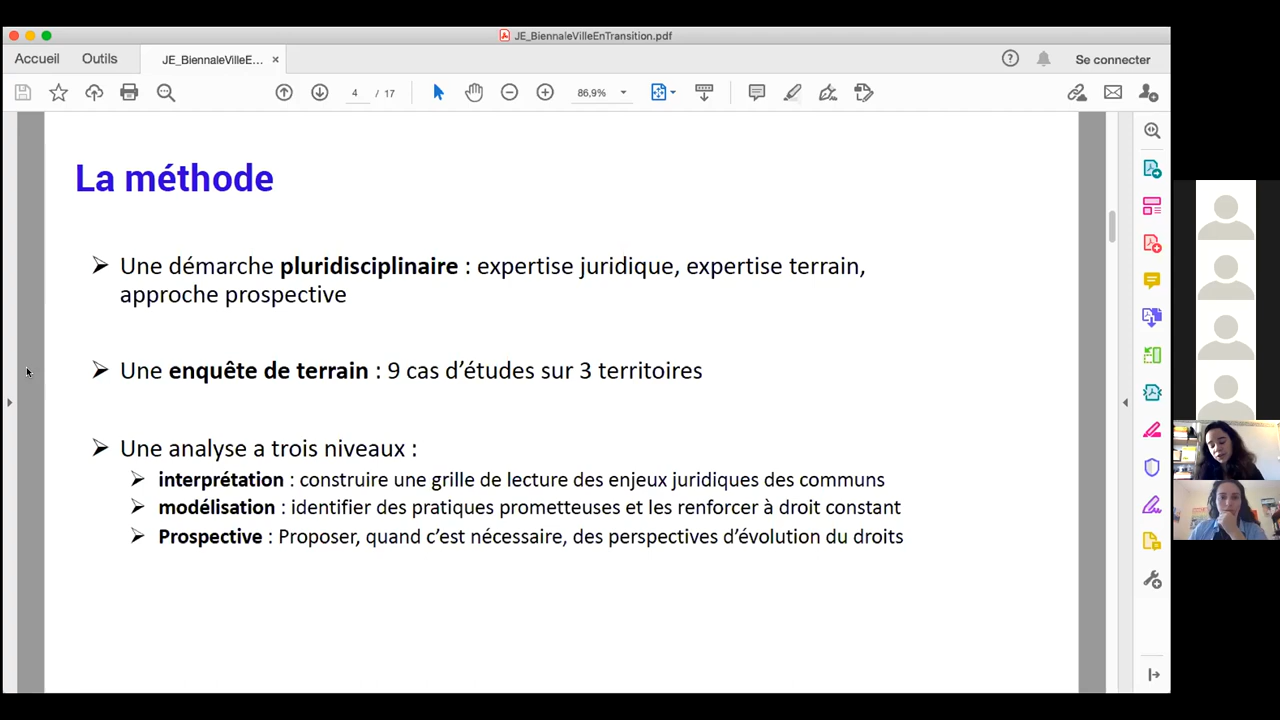 JE_BiennaleVilleEnTransition.pdf
Accueil Outils JE_BiennaleVilleE... × Se connecter
4 / 17 86,9%
La méthode
Une démarche pluridisciplinaire : expertise juridique, expertise terrain,
approche prospective
Une enquête de terrain : 9 cas d’études sur 3 territoires
Une analyse a trois niveaux :
interprétation : construire une grille de lecture des enjeux juridiques des communs
modélisation : identifier des pratiques prometteuses et les renforcer à droit constant
Prospective : Proposer, quand c’est nécessaire, des perspectives d’évolution du droits